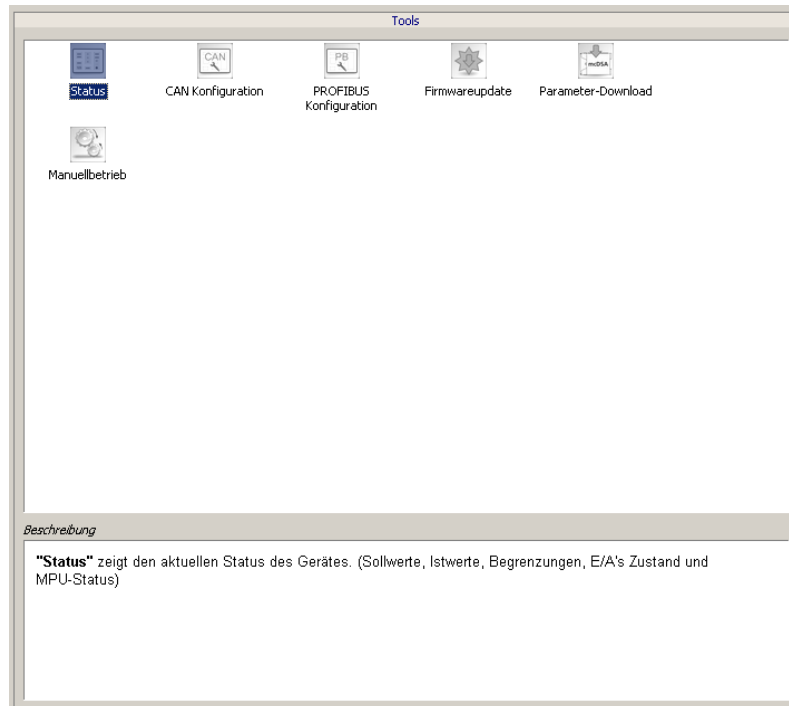 Tools
CAN
PB
mcDSA
Status
CAN Konfiguration
PROFIBUS
Konfiguration
Firmwareupdate
Parameter-Download
Manuellbetrieb
Beschreibung
"Status" zeigt den aktuellen Status des Gerätes. (Sollwerte, Istwerte, Begrenzungen, E/A's Zustand und
MPU-Status)